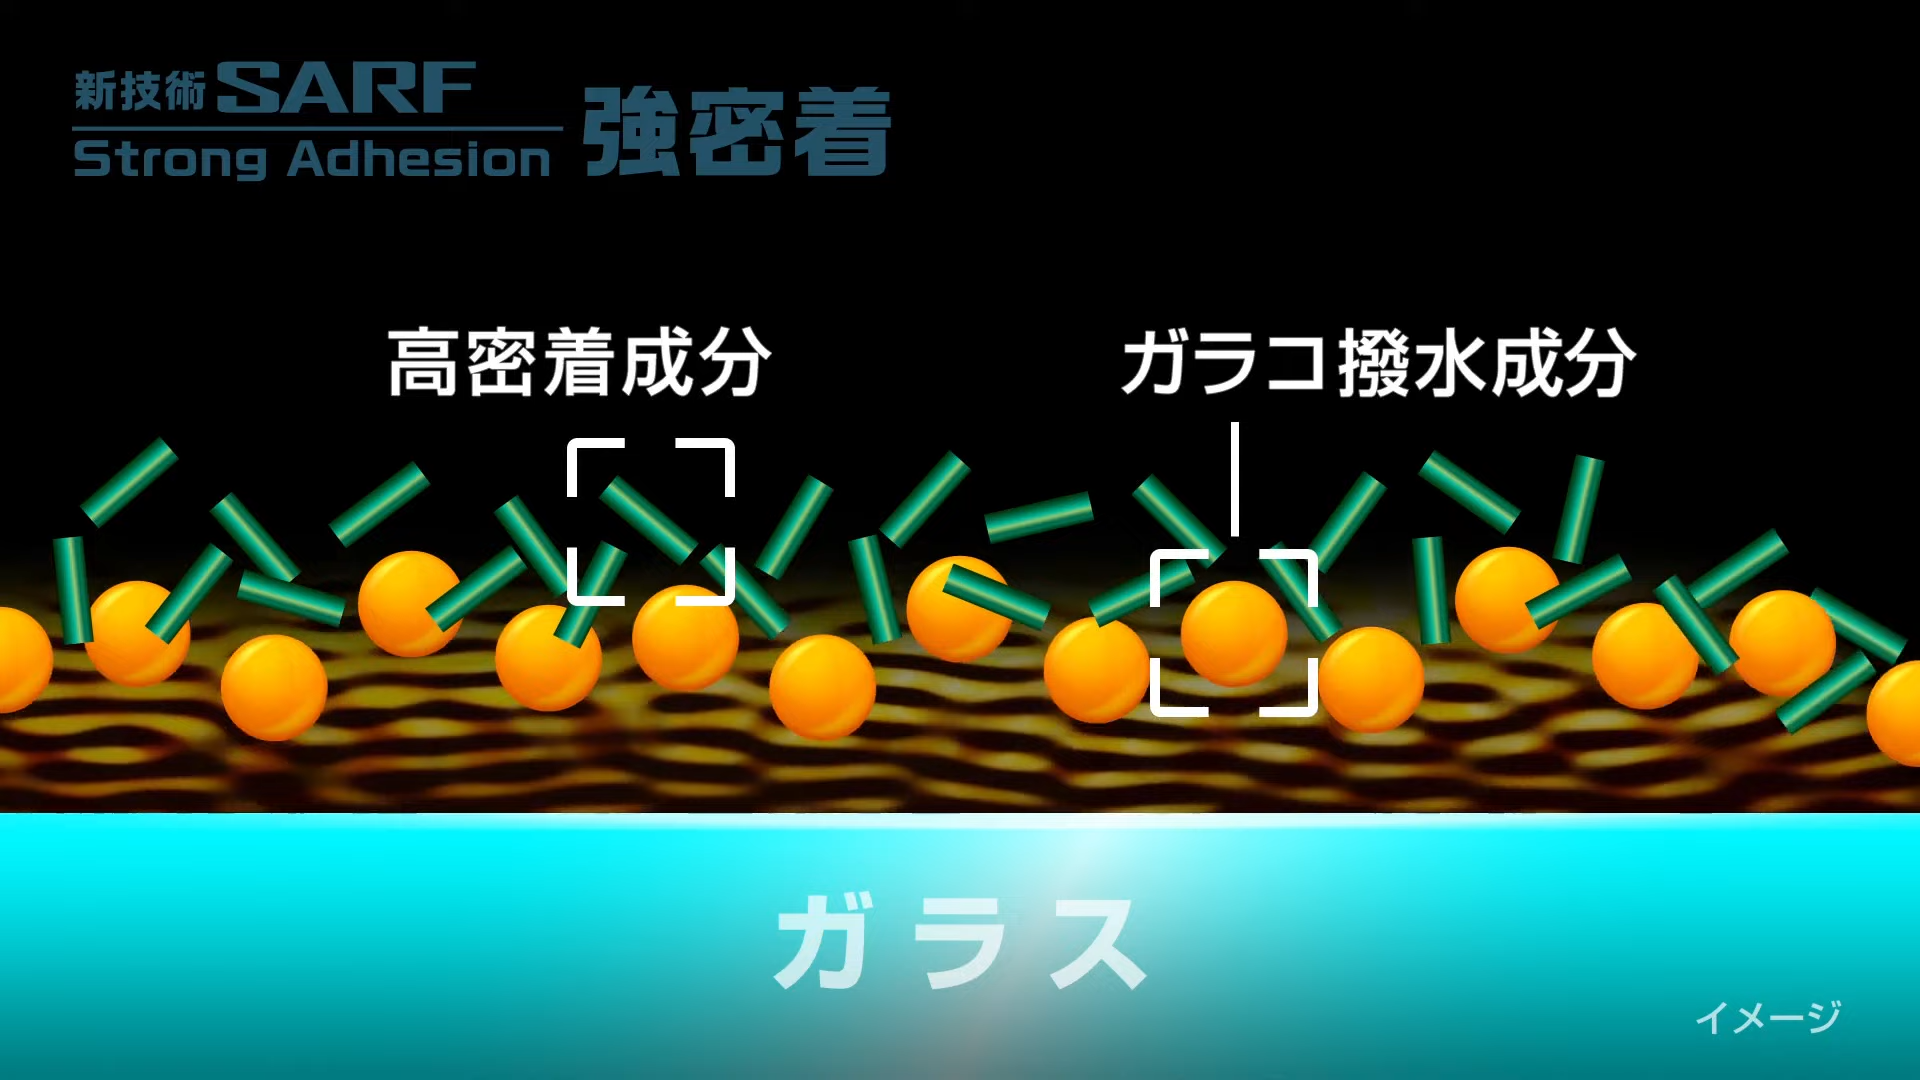 新技術SARF
Strong Adhesion
強密着
高密着成分
ガラコ撥水成分
ガラス
イメージ